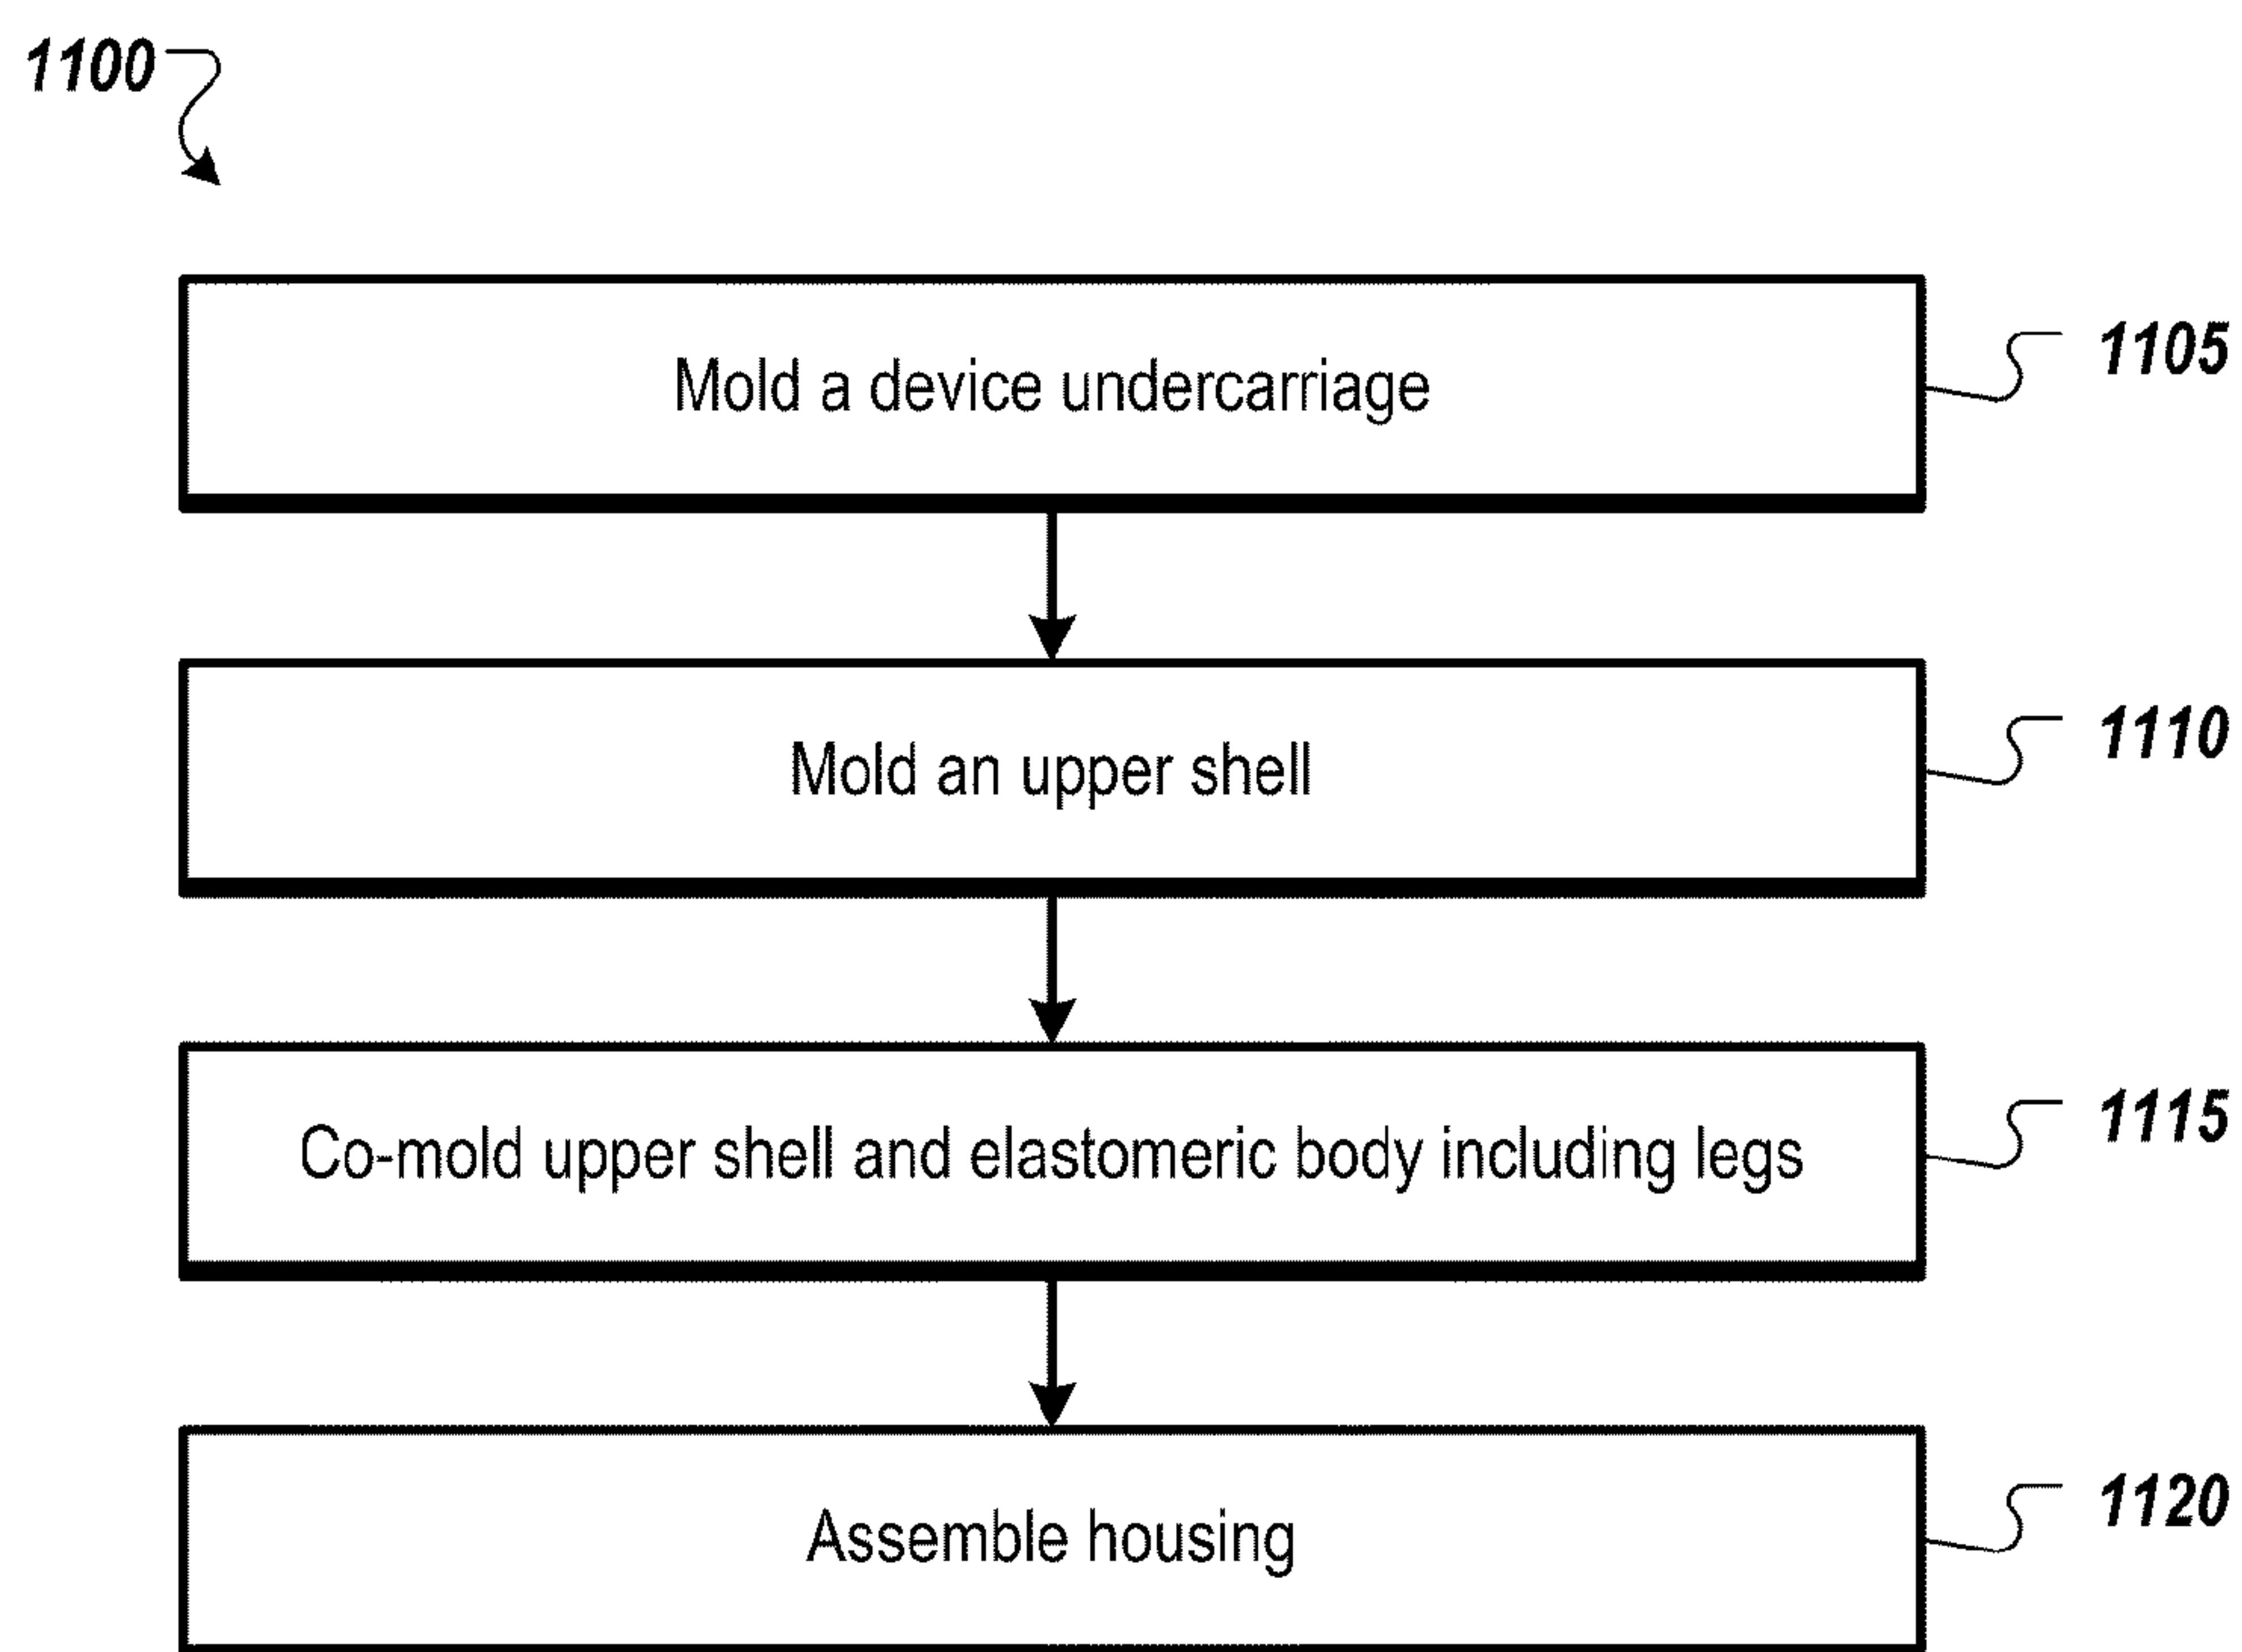 1100
Mold a device undercarriage
1105
Mold an upper shell
1110
Co-mold upper shell and elastomeric body including legs
1115
Assemble housing
1120